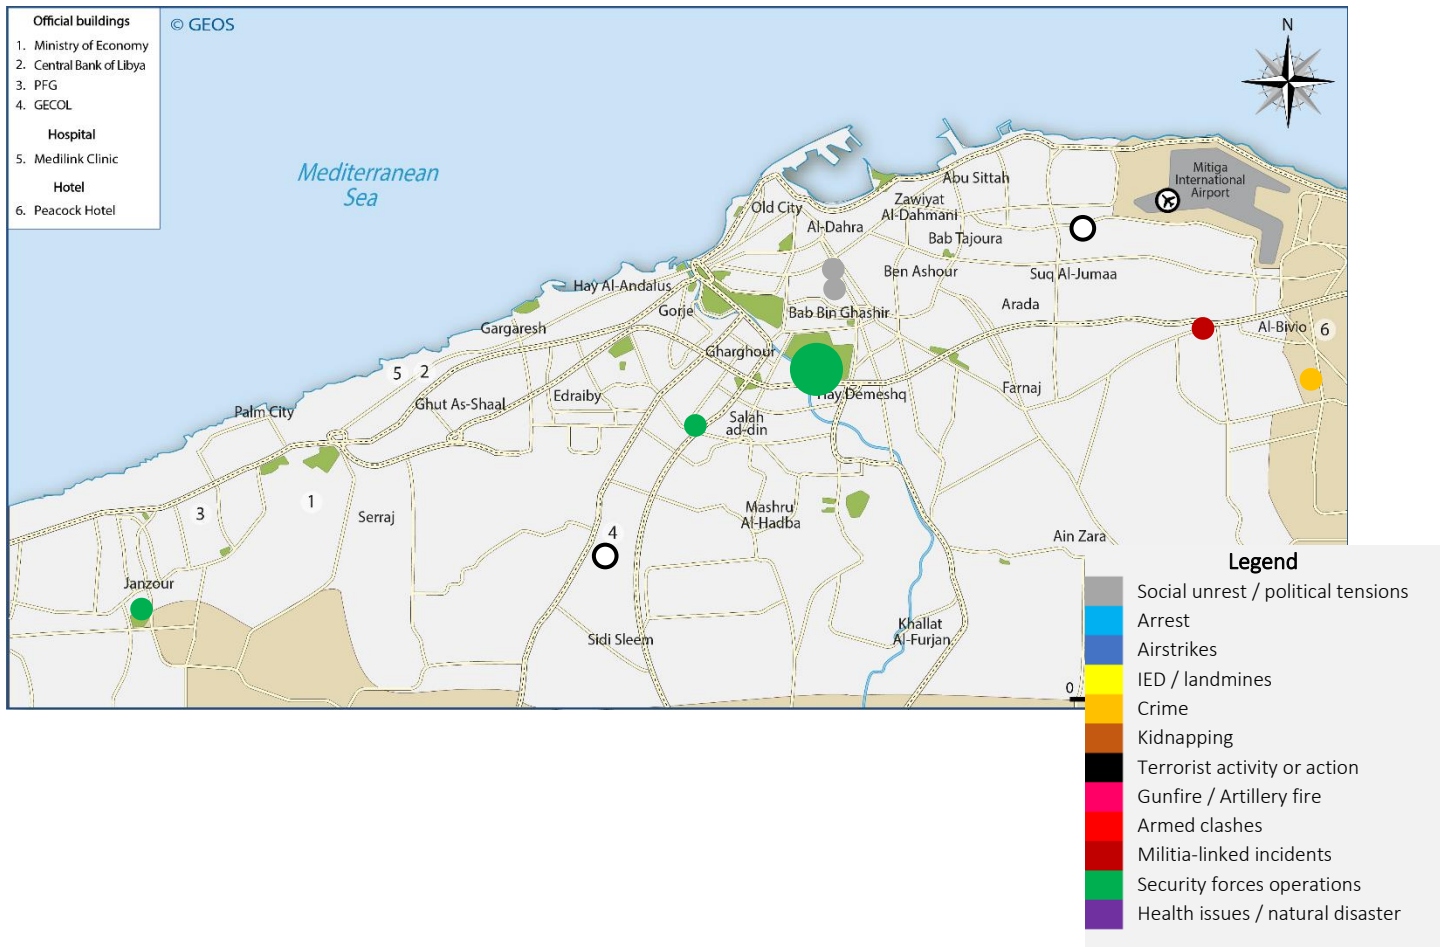 Official buildings
1. Ministry of Economy
2. Central Bank of Libya
3. PFG
4. GECOL
Hospital
5. Medilink Clinic
Hotel
6. Peacock Hotel
© GEOS
N
Mediterranean
Sea
Mitiga
International
Airport
Abu Sittah
Old City
Zawiyat
Al-Dahmani
Al-Dahra
Bab Tajoura
Ben Ashour
Suq Al-Jumaa
Hay Al-Andalus
Gorje
Bab Bin Ghashir
Arada
Gargaresh
Al-Bivio
6
Gharghour
5
2
Edraiby
Hay Demeshq
Farnaj
Palm City
Ghut As-Shaal
Salah
ad-din
1
3
Serraj
Mashru
Al-Hadba
4
Ain Zara
Janzour
Sidi Sleem
Khallat
Al-Furjan
0
Legend
Social unrest / political tensions
Arrest
Airstrikes
IED / landmines
Crime
Kidnapping
Terrorist activity or action
Gunfire / Artillery fire
Armed clashes
Militia-linked incidents
Security forces operations
Health issues / natural disaster